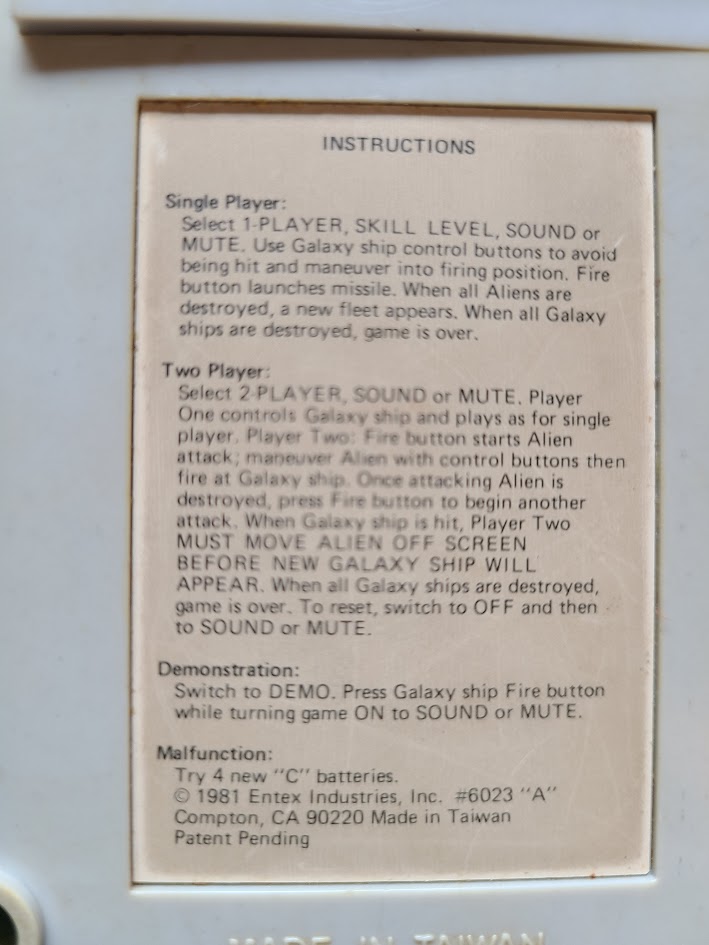 INSTRUCTIONS
Single Player:
Select 1-PLAYER, SKILL LEVEL, SOUND or
MUTE. Use Galaxy ship control buttons to avoid
being hit and maneuver into firing position. Fire
button launches missile. When all Aliens are
destroyed, a new fleet appears. When all Galaxy
ships are destroyed, game is over.
Two Player:
Select 2-PLAYER, SOUND or MUTE. Player
One controls Galaxy ship and plays as for single
player. Player Two: Fire button starts Alien
attack; maneuver Alien with control buttons then
fire at Galaxy ship. Once attacking Alien is
destroyed, press Fire button to begin another
attack. When Galaxy ship is hit, Player Two
MUST MOVE ALIEN OFF SCREEN
BEFORE NEW GALAXY SHIP WILL
APPEAR. When all Galaxy ships are destroyed,
game is over. To reset, switch to OFF and then
to SOUND or MUTE.
Demonstration:
Switch to DEMO. Press Galaxy ship Fire button
while turning game ON to SOUND or MUTE.
Malfunction:
Try 4 new "C" batteries.
© 1981 Entex Industries, Inc. #6023 "A"
Compton, CA 90220 Made in Taiwan
Patent Pending
MADE IN TAIWAN